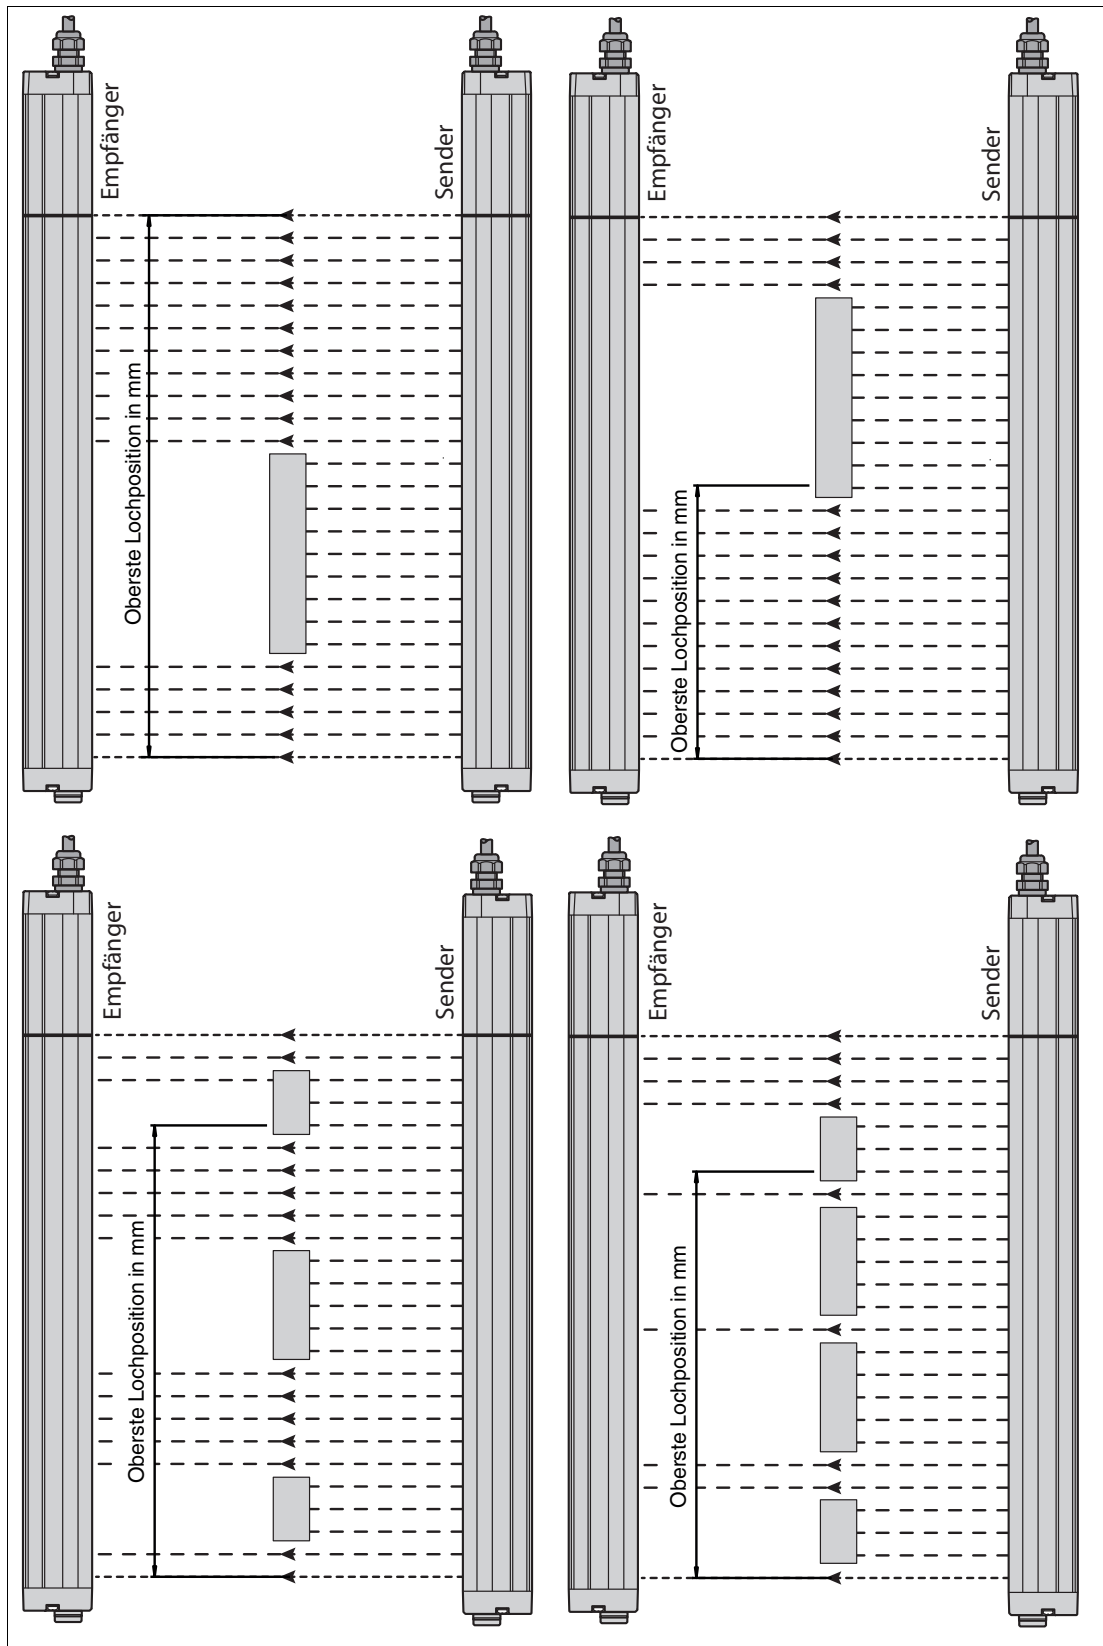 Empfänger
Sender
Oberste Lochposition in mm
Empfänger
Sender
Oberste Lochposition in mm
Empfänger
Sender
Oberste Lochposition in mm
Empfänger
Sender
Oberste Lochposition in mm